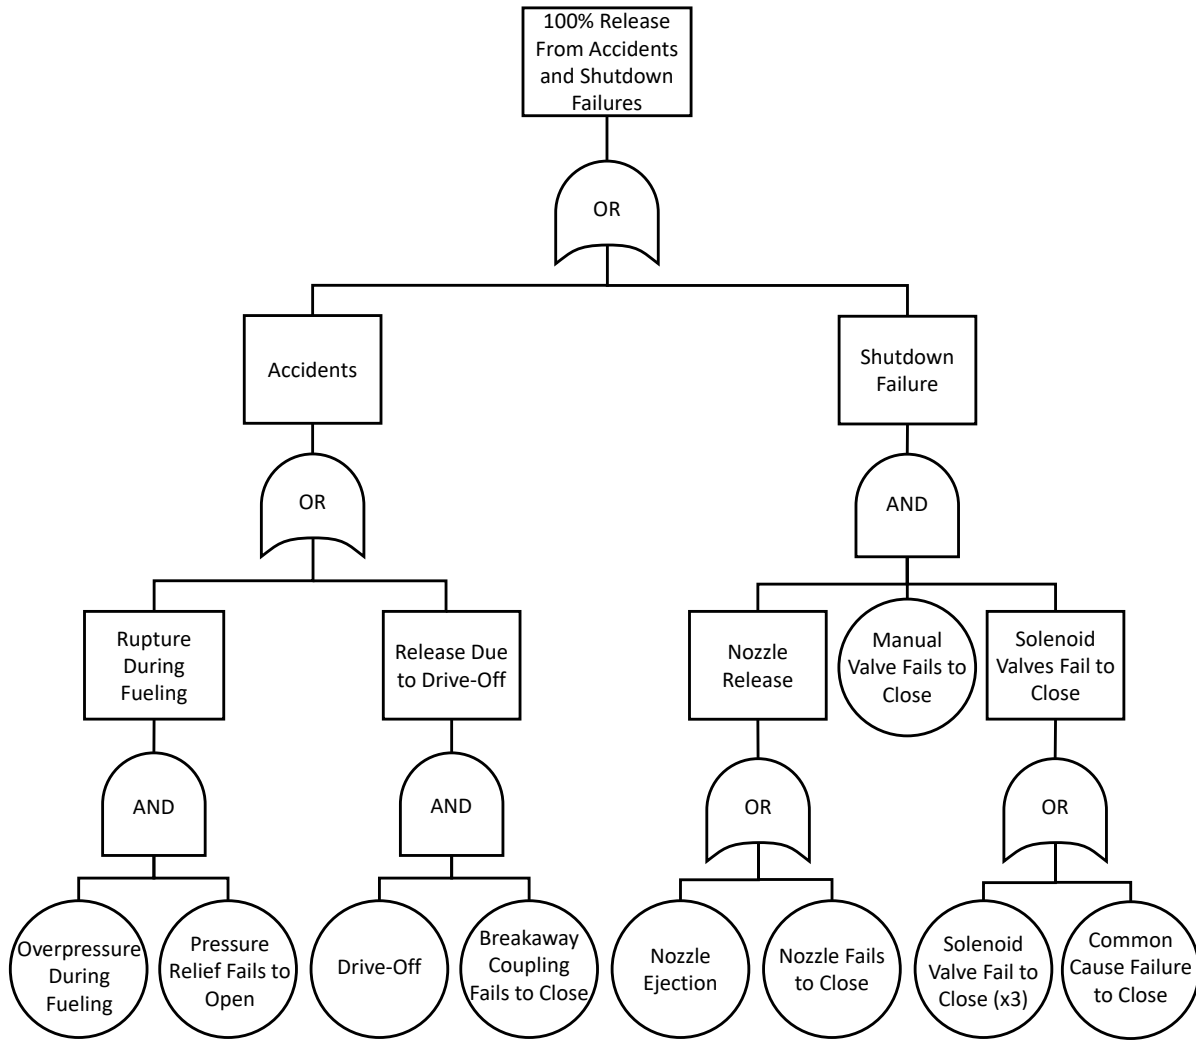 100% Release
From Accidents
and Shutdown
Failures
OR
Accidents
Shutdown
Failure
OR
AND
Rupture
During
Fueling
Release Due
to Drive-Off
Nozzle
Release
Manual
Valve Fails to
Close
Solenoid
Valves Fail to
Close
AND
AND
OR
OR
Overpressure
During
Fueling
Pressure
Relief Fails to
Open
Drive-Off
Breakaway
Coupling
Fails to Close
Nozzle
Ejection
Nozzle Fails
to Close
Solenoid
Valve Fail to
Close (x3)
Common
Cause Failure
to Close